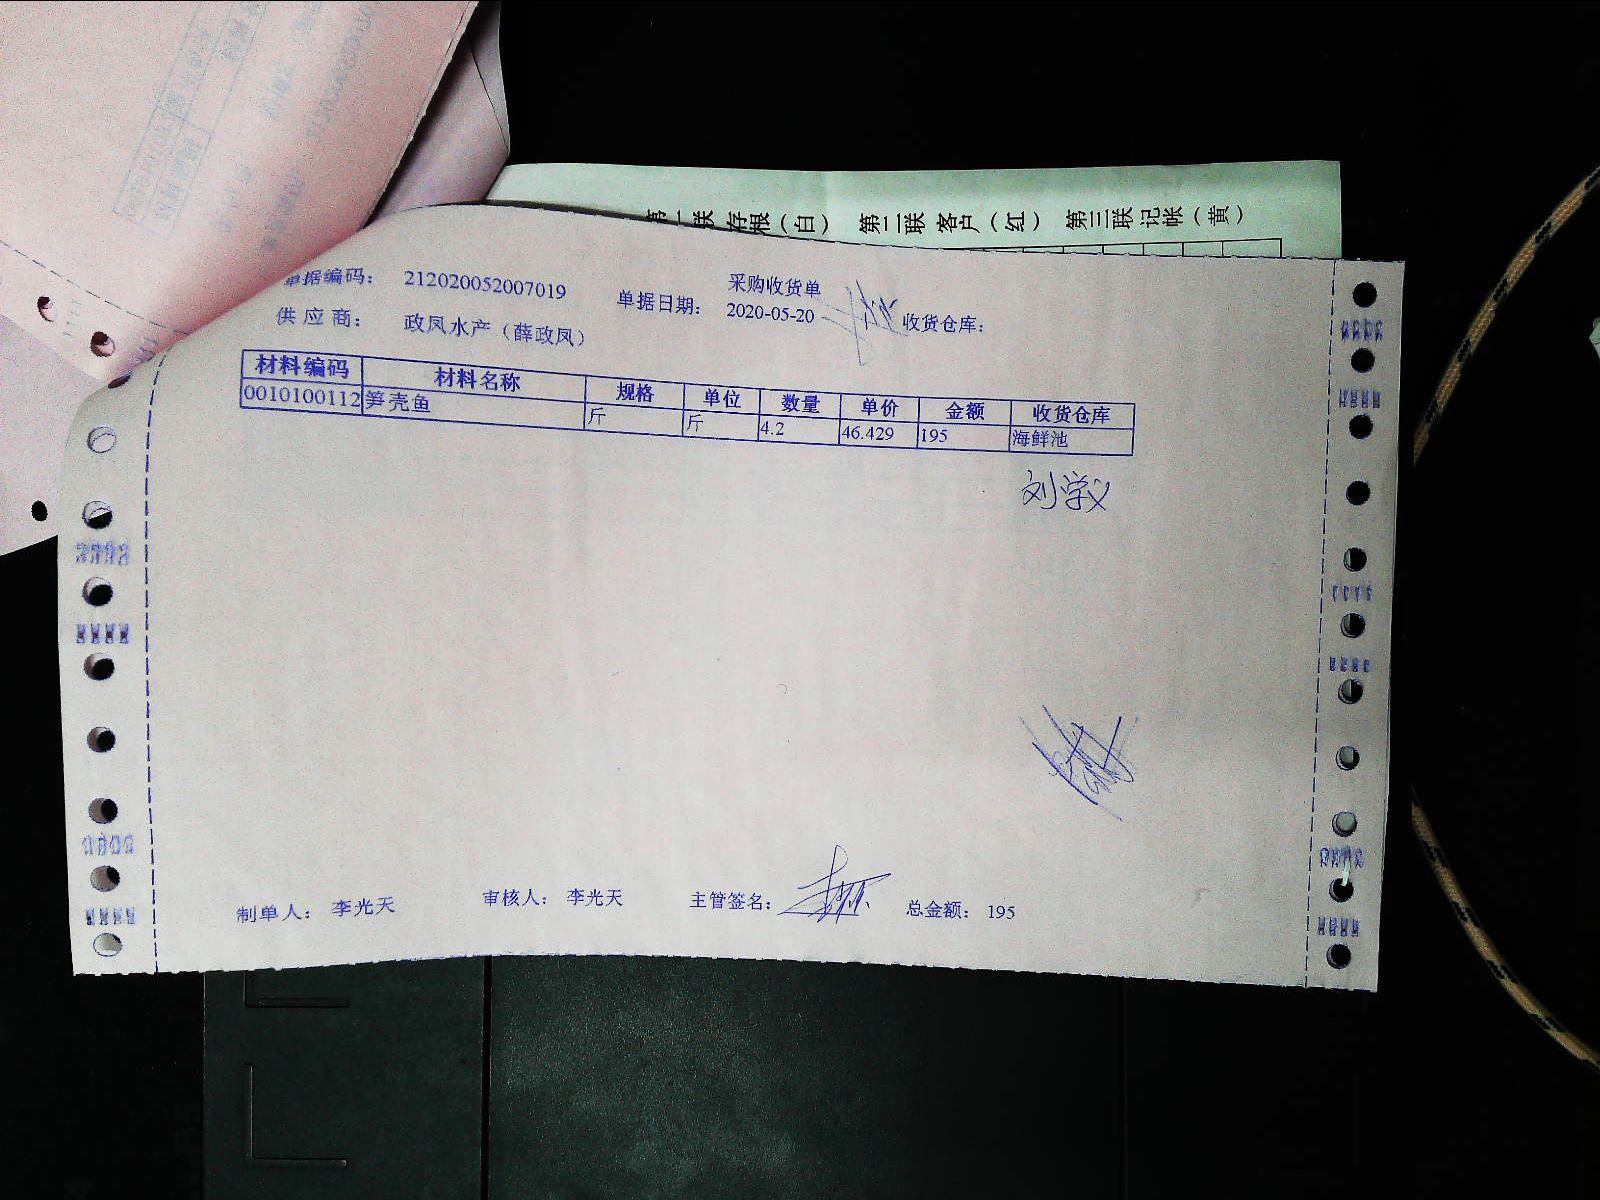 第一联 存根（白） 第二联 客户（红） 第三联 记帐（黄）
采购收货单
单据编码： 212020052007019 单据日期： 2020-05-20 收货仓库：
供应商： 政凤水产（薛政凤）
材料编码 材料名称 规格 单位 数量 单价 金额 收货仓库
0010100112 笋壳鱼 斤 斤 4.2 46.429 195 海鲜池
刘学义
制单人： 李光天 审核人： 李光天 主管签名： 总金额： 195